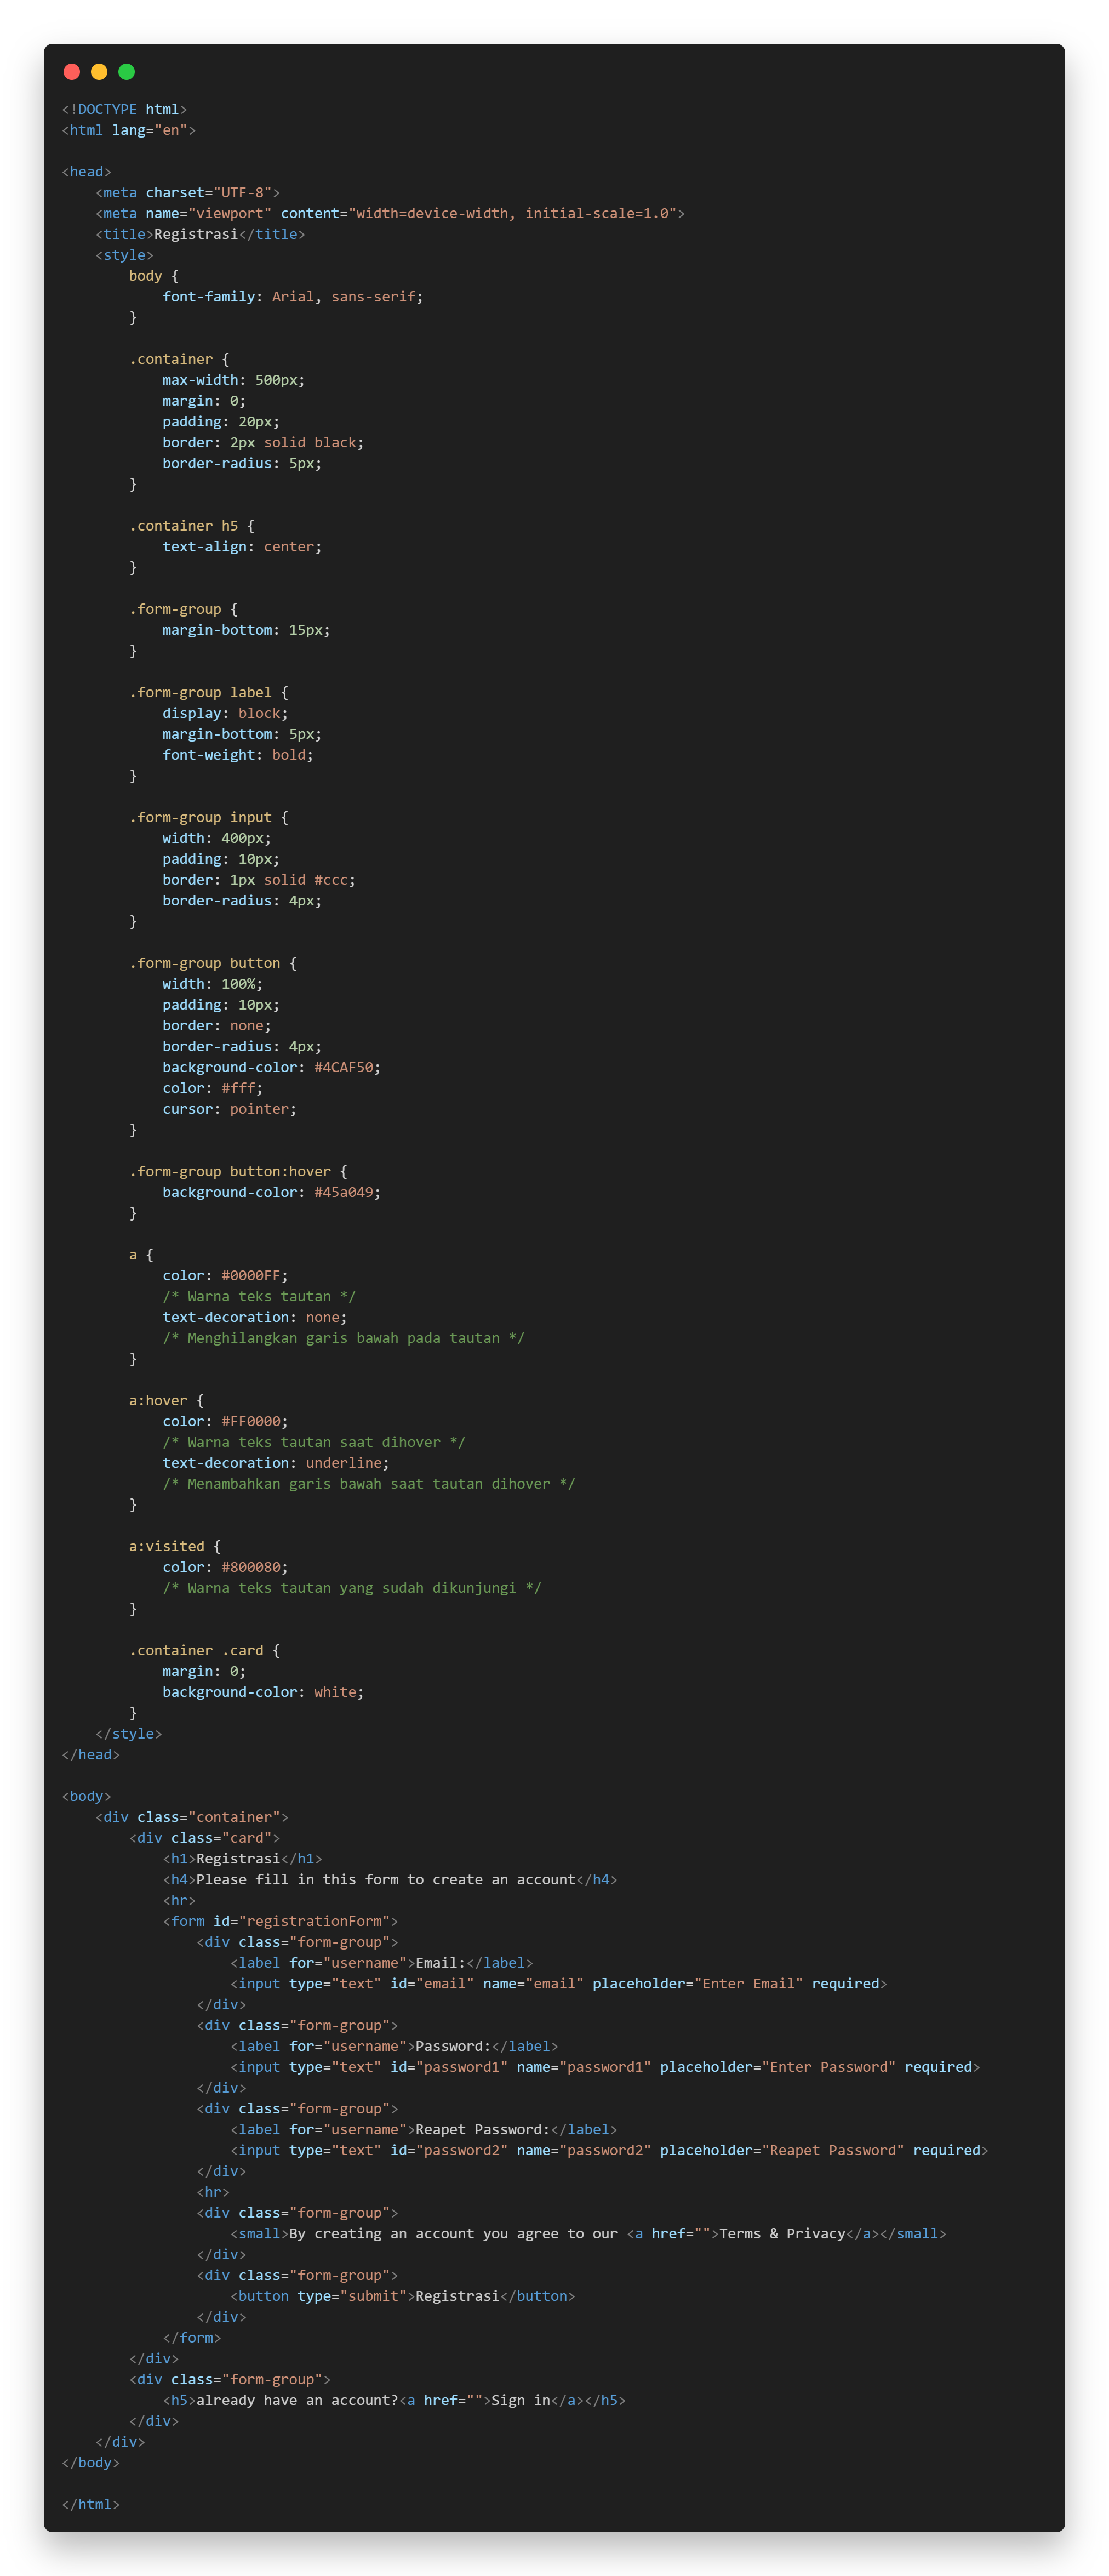 <!DOCTYPE html>
<html lang="en">

<head>
    <meta charset="UTF-8">
    <meta name="viewport" content="width=device-width, initial-scale=1.0">
    <title>Registrasi</title>
    <style>
        body {
            font-family: Arial, sans-serif;
        }

        .container {
            max-width: 500px;
            margin: 0;
            padding: 20px;
            border: 2px solid black;
            border-radius: 5px;
        }

        .container h5 {
            text-align: center;
        }

        .form-group {
            margin-bottom: 15px;
        }

        .form-group label {
            display: block;
            margin-bottom: 5px;
            font-weight: bold;
        }

        .form-group input {
            width: 400px;
            padding: 10px;
            border: 1px solid #ccc;
            border-radius: 4px;
        }

        .form-group button {
            width: 100%;
            padding: 10px;
            border: none;
            border-radius: 4px;
            background-color: #4CAF50;
            color: #fff;
            cursor: pointer;
        }

        .form-group button:hover {
            background-color: #45a049;
        }

        a {
            color: #0000FF;
            /* Warna teks tautan */
            text-decoration: none;
            /* Menghilangkan garis bawah pada tautan */
        }

        a:hover {
            color: #FF0000;
            /* Warna teks tautan saat dihover */
            text-decoration: underline;
            /* Menambahkan garis bawah saat tautan dihover */
        }

        a:visited {
            color: #800080;
            /* Warna teks tautan yang sudah dikunjungi */
        }

        .container .card {
            margin: 0;
            background-color: white;
        }
    </style>
</head>

<body>
    <div class="container">
        <div class="card">
            <h1>Registrasi</h1>
            <h4>Please fill in this form to create an account</h4>
            <hr>
            <form id="registrationForm">
                <div class="form-group">
                    <label for="username">Email:</label>
                    <input type="text" id="email" name="email" placeholder="Enter Email" required>
                </div>
                <div class="form-group">
                    <label for="username">Password:</label>
                    <input type="text" id="password1" name="password1" placeholder="Enter Password" required>
                </div>
                <div class="form-group">
                    <label for="username">Reapet Password:</label>
                    <input type="text" id="password2" name="password2" placeholder="Reapet Password" required>
                </div>
                <hr>
                <div class="form-group">
                    <small>By creating an account you agree to our <a href="">Terms & Privacy</a></small>
                </div>
                <div class="form-group">
                    <button type="submit">Registrasi</button>
                </div>
            </form>
        </div>
        <div class="form-group">
            <h5>already have an account?<a href="">Sign in</a></h5>
        </div>
    </div>
</body>

</html>